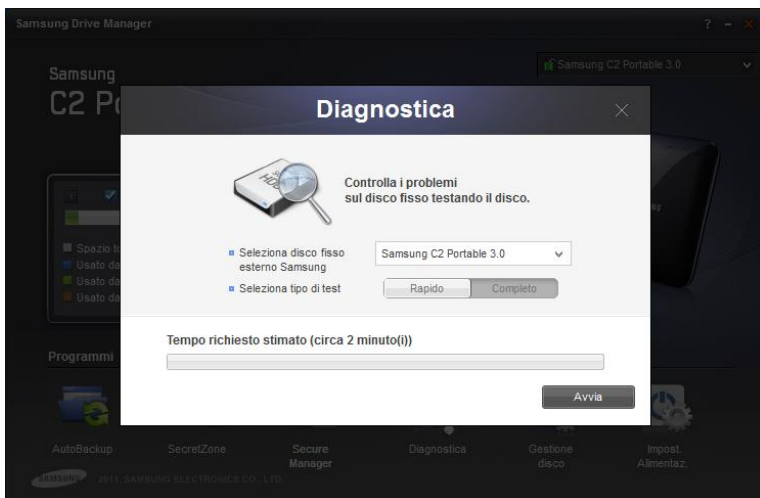 Samsung Drive Manager
? – ×
Samsung C2 Portable 3.0
Samsung
C2 Po
Diagnostica
Controlla i problemi
sul disco fisso testando il disco.
Seleziona disco fisso
esterno Samsung
Samsung C2 Portable 3.0
Seleziona tipo di test
Rapido Completo
Spazio to
Usato da
Usato da
Usato da
Tempo richiesto stimato (circa 2 minuto(i))
Avvia
Programmi
AutoBackup SecretZone Secure Manager Diagnostica Gestione disco Impost. Alimentaz.
SAMSUNG 2011, SAMSUNG ELECTRONICS CO., LTD.